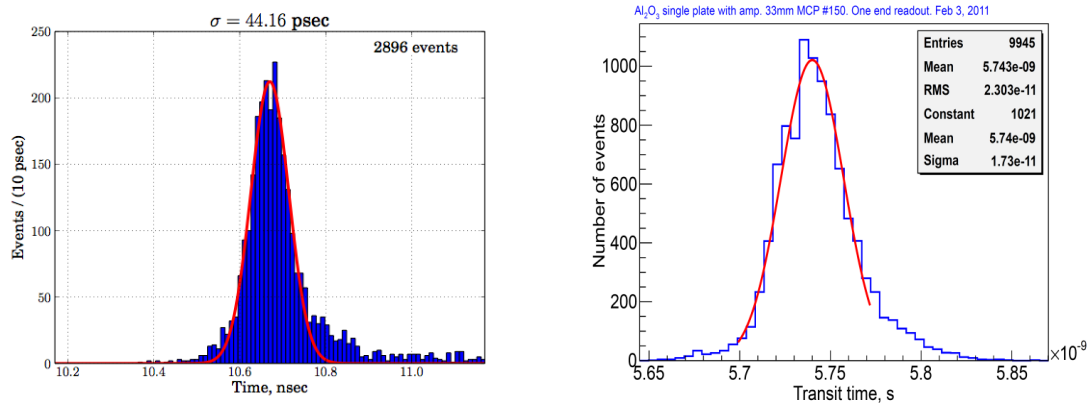 σ = 44.16 psec
2896 events
Events / (10 psec)
250
200
150
100
50
0
10.2
10.4
10.6
10.8
11.0
Time, nsec
Al2O3 single plate with amp. 33mm MCP #150. One end readout. Feb 3, 2011
Entries 9945
Mean 5.743e-09
RMS 2.303e-11
Constant 1021
Mean 5.74e-09
Sigma 1.73e-11
Number of events
1000
800
600
400
200
0
5.65
5.7
5.75
5.8
5.85
×10⁻⁹
Transit time, s